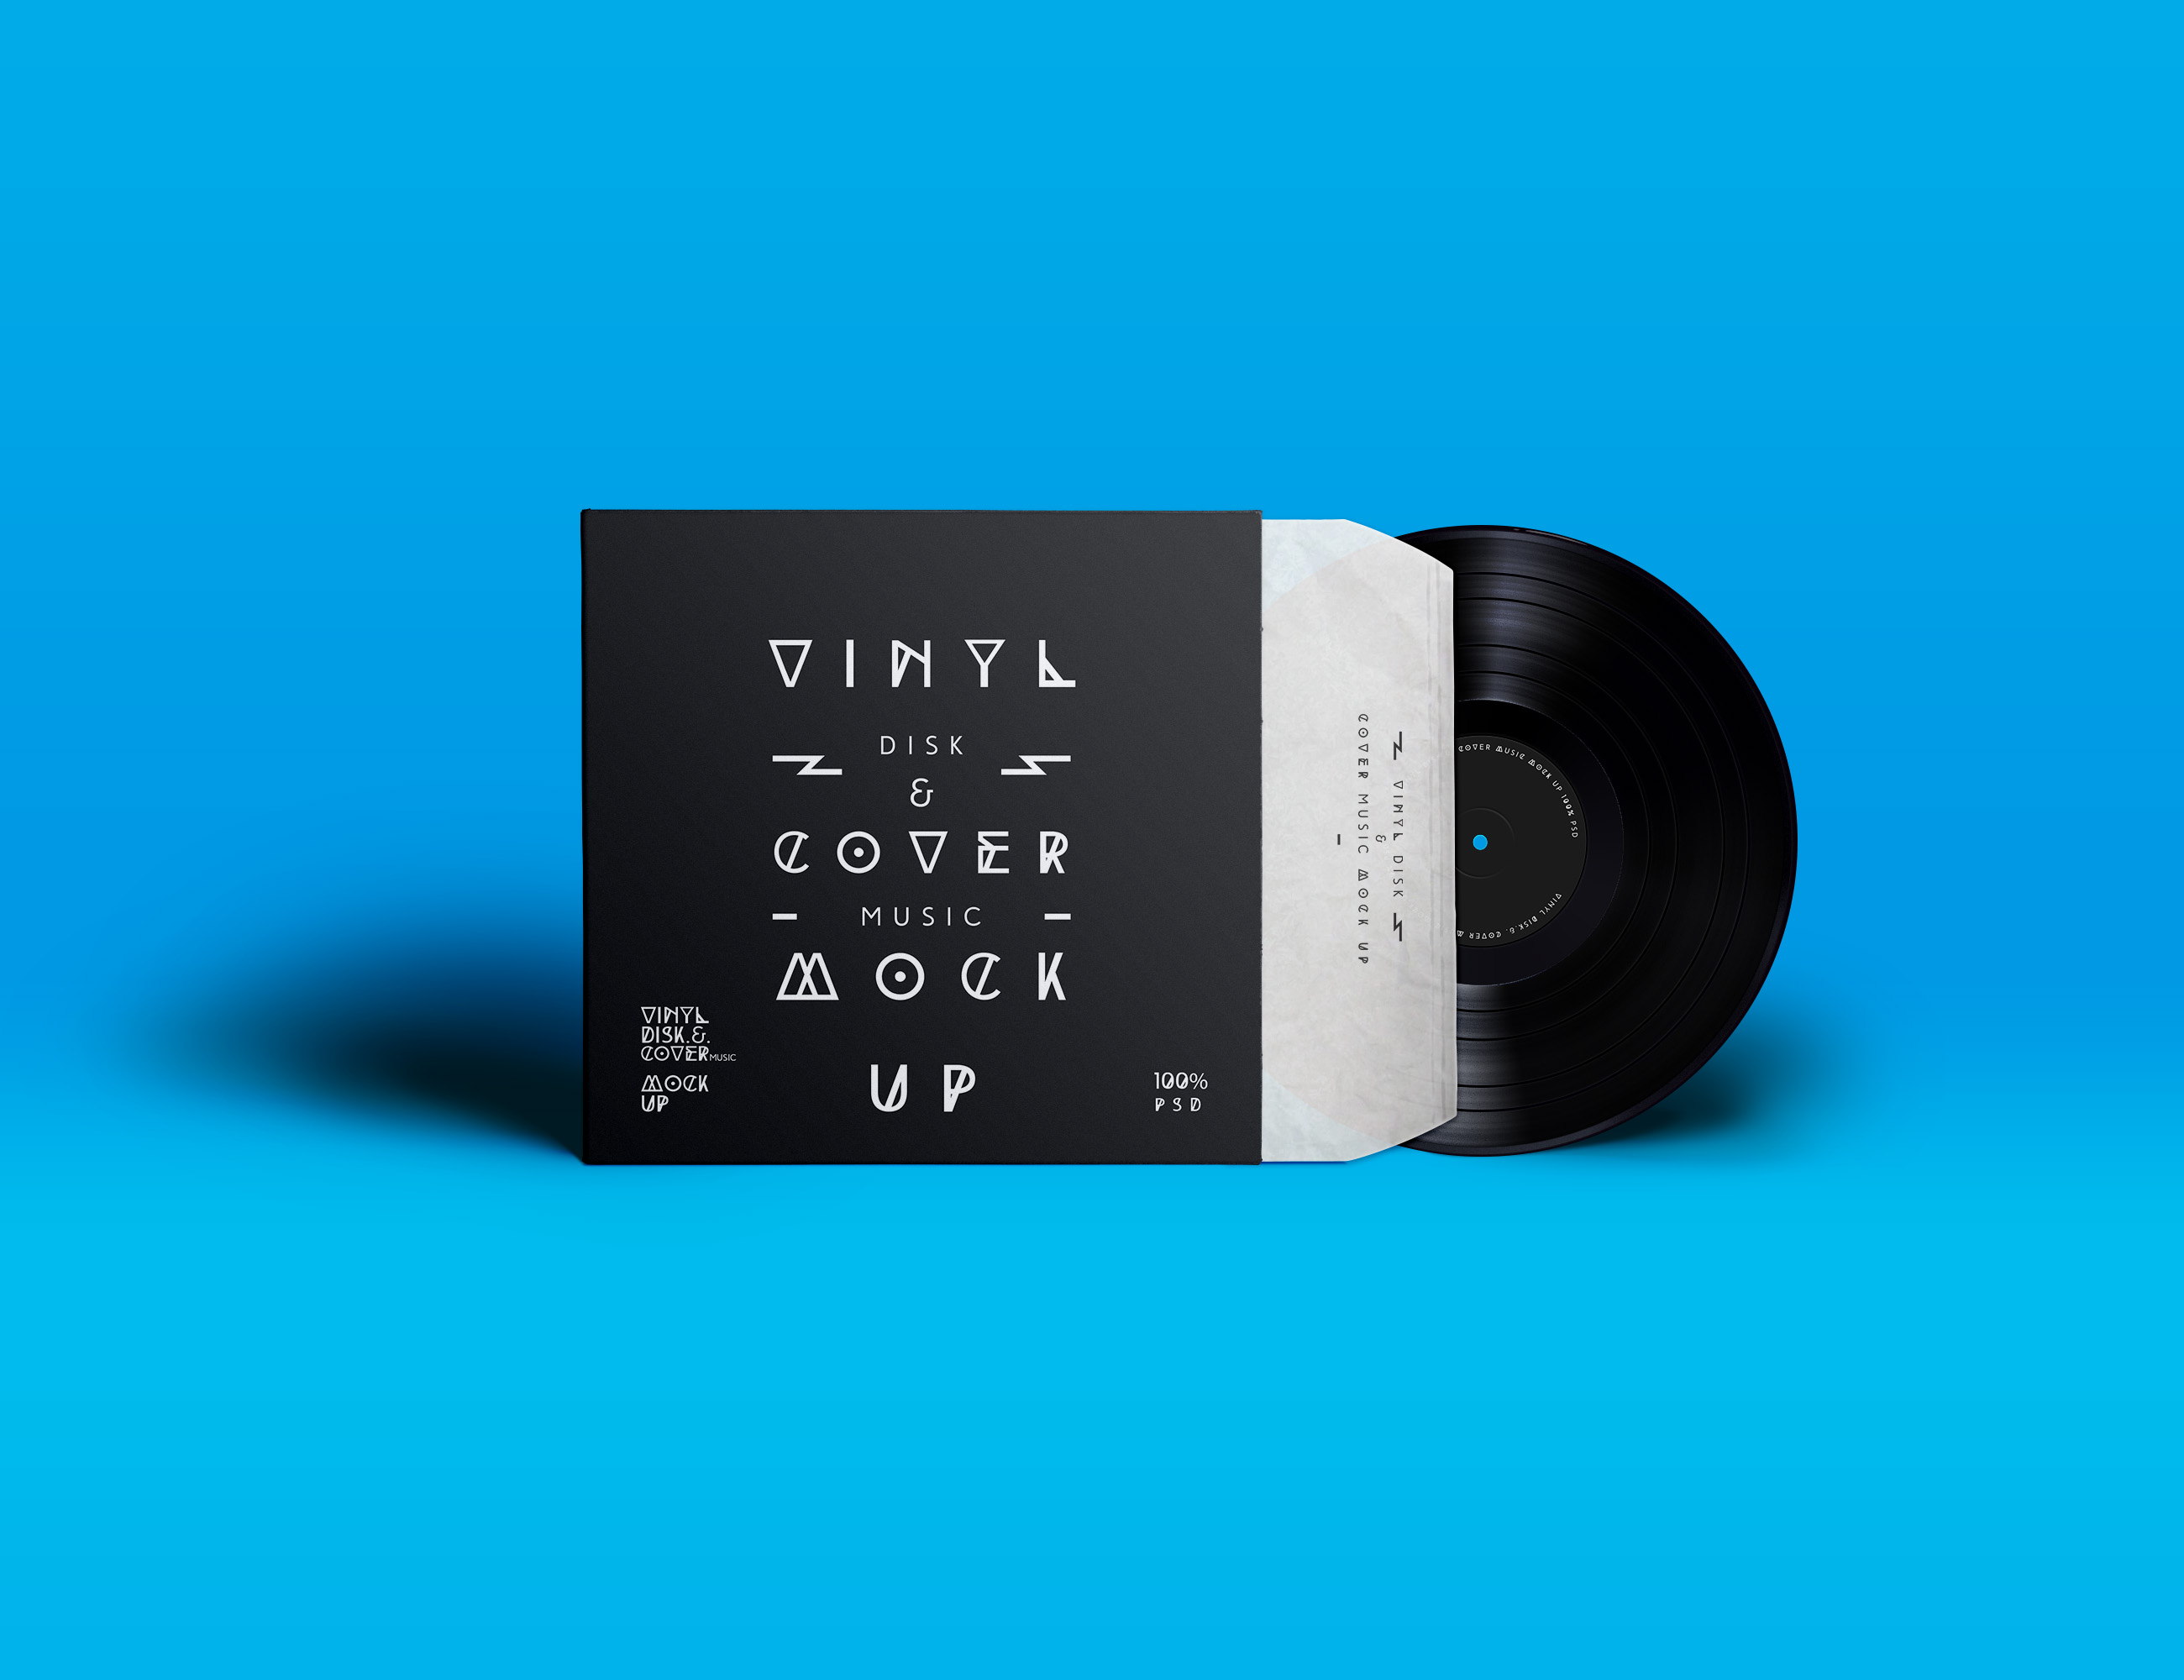 VINYL
DISK
&
COVER
MUSIC
MOCK
UP
VINYL
DISK.&.
COVER MUSIC
MOCK
UP
100%
PSD
VINYL DISK
&
COVER MUSIC MOCK UP
COVER MUSIC MOCK UP 100% PSD
VINYL DISK &. COVER M